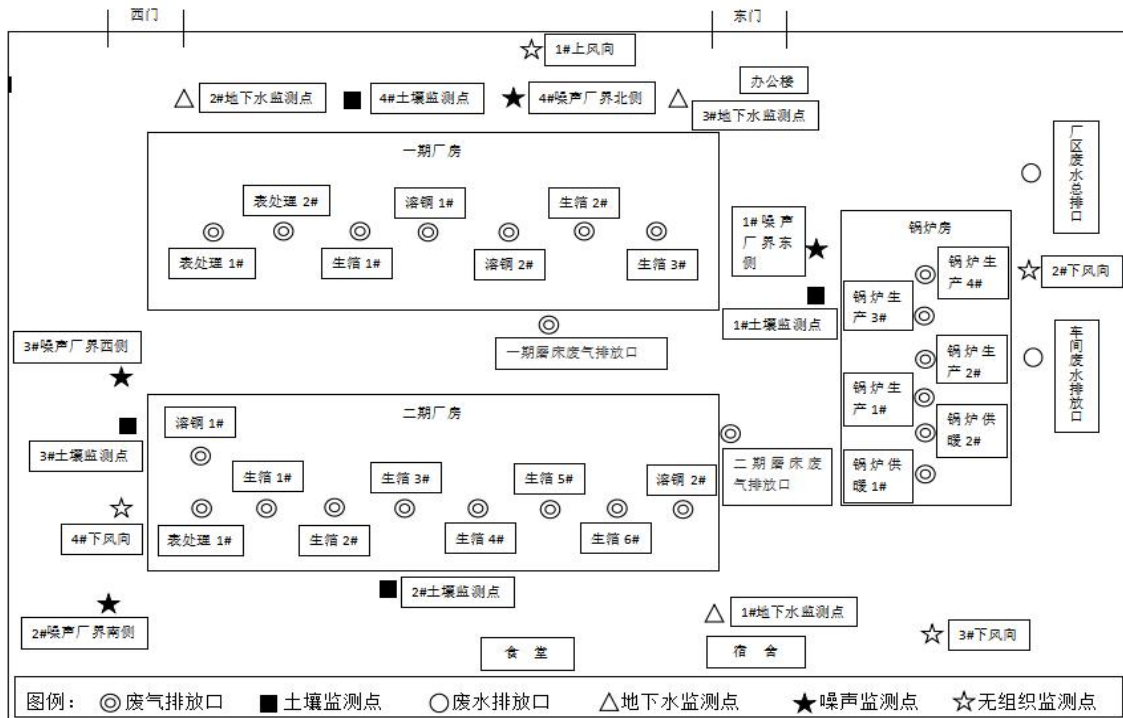 西门
东门
1#上风向
办公楼
2#地下水监测点
4#土壤监测点
4#噪声厂界北侧
3#地下水监测点
厂区废水总排口
一期厂房
表处理 2#
溶铜 1#
生箔 2#
表处理 1#
生箔 1#
溶铜 2#
生箔 3#
1#噪声
厂界东
侧
锅炉房
锅炉生
产 4#
2#下风向
锅炉生
产 3#
1#土壤监测点
一期磨床废气排放口
3#噪声厂界西侧
锅炉生
产 2#
车间废水排放口
锅炉生
产 1#
二期厂房
溶铜 1#
锅炉供
暖 2#
3#土壤监测点
生箔 1#
生箔 3#
生箔 5#
溶铜 2#
二期磨床废
气排放口
锅炉供
暖 1#
4#下风向
表处理 1#
生箔 2#
生箔 4#
生箔 6#
2#土壤监测点
1#地下水监测点
2#噪声厂界南侧
3#下风向
食 堂
宿 舍
图例： 废气排放口 土壤监测点 废水排放口 地下水监测点 噪声监测点 无组织监测点